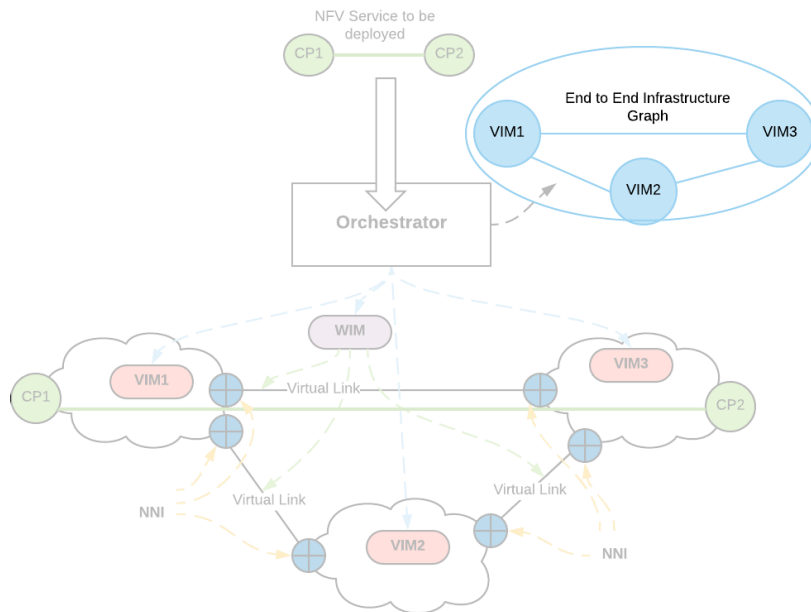 NFV Service to be
deployed
CP1
CP2
End to End Infrastructure
Graph
VIM1
VIM3
VIM2
Orchestrator
WIM
VIM1
VIM3
Virtual Link
CP1
CP2
Virtual Link
Virtual Link
NNI
VIM2
NNI